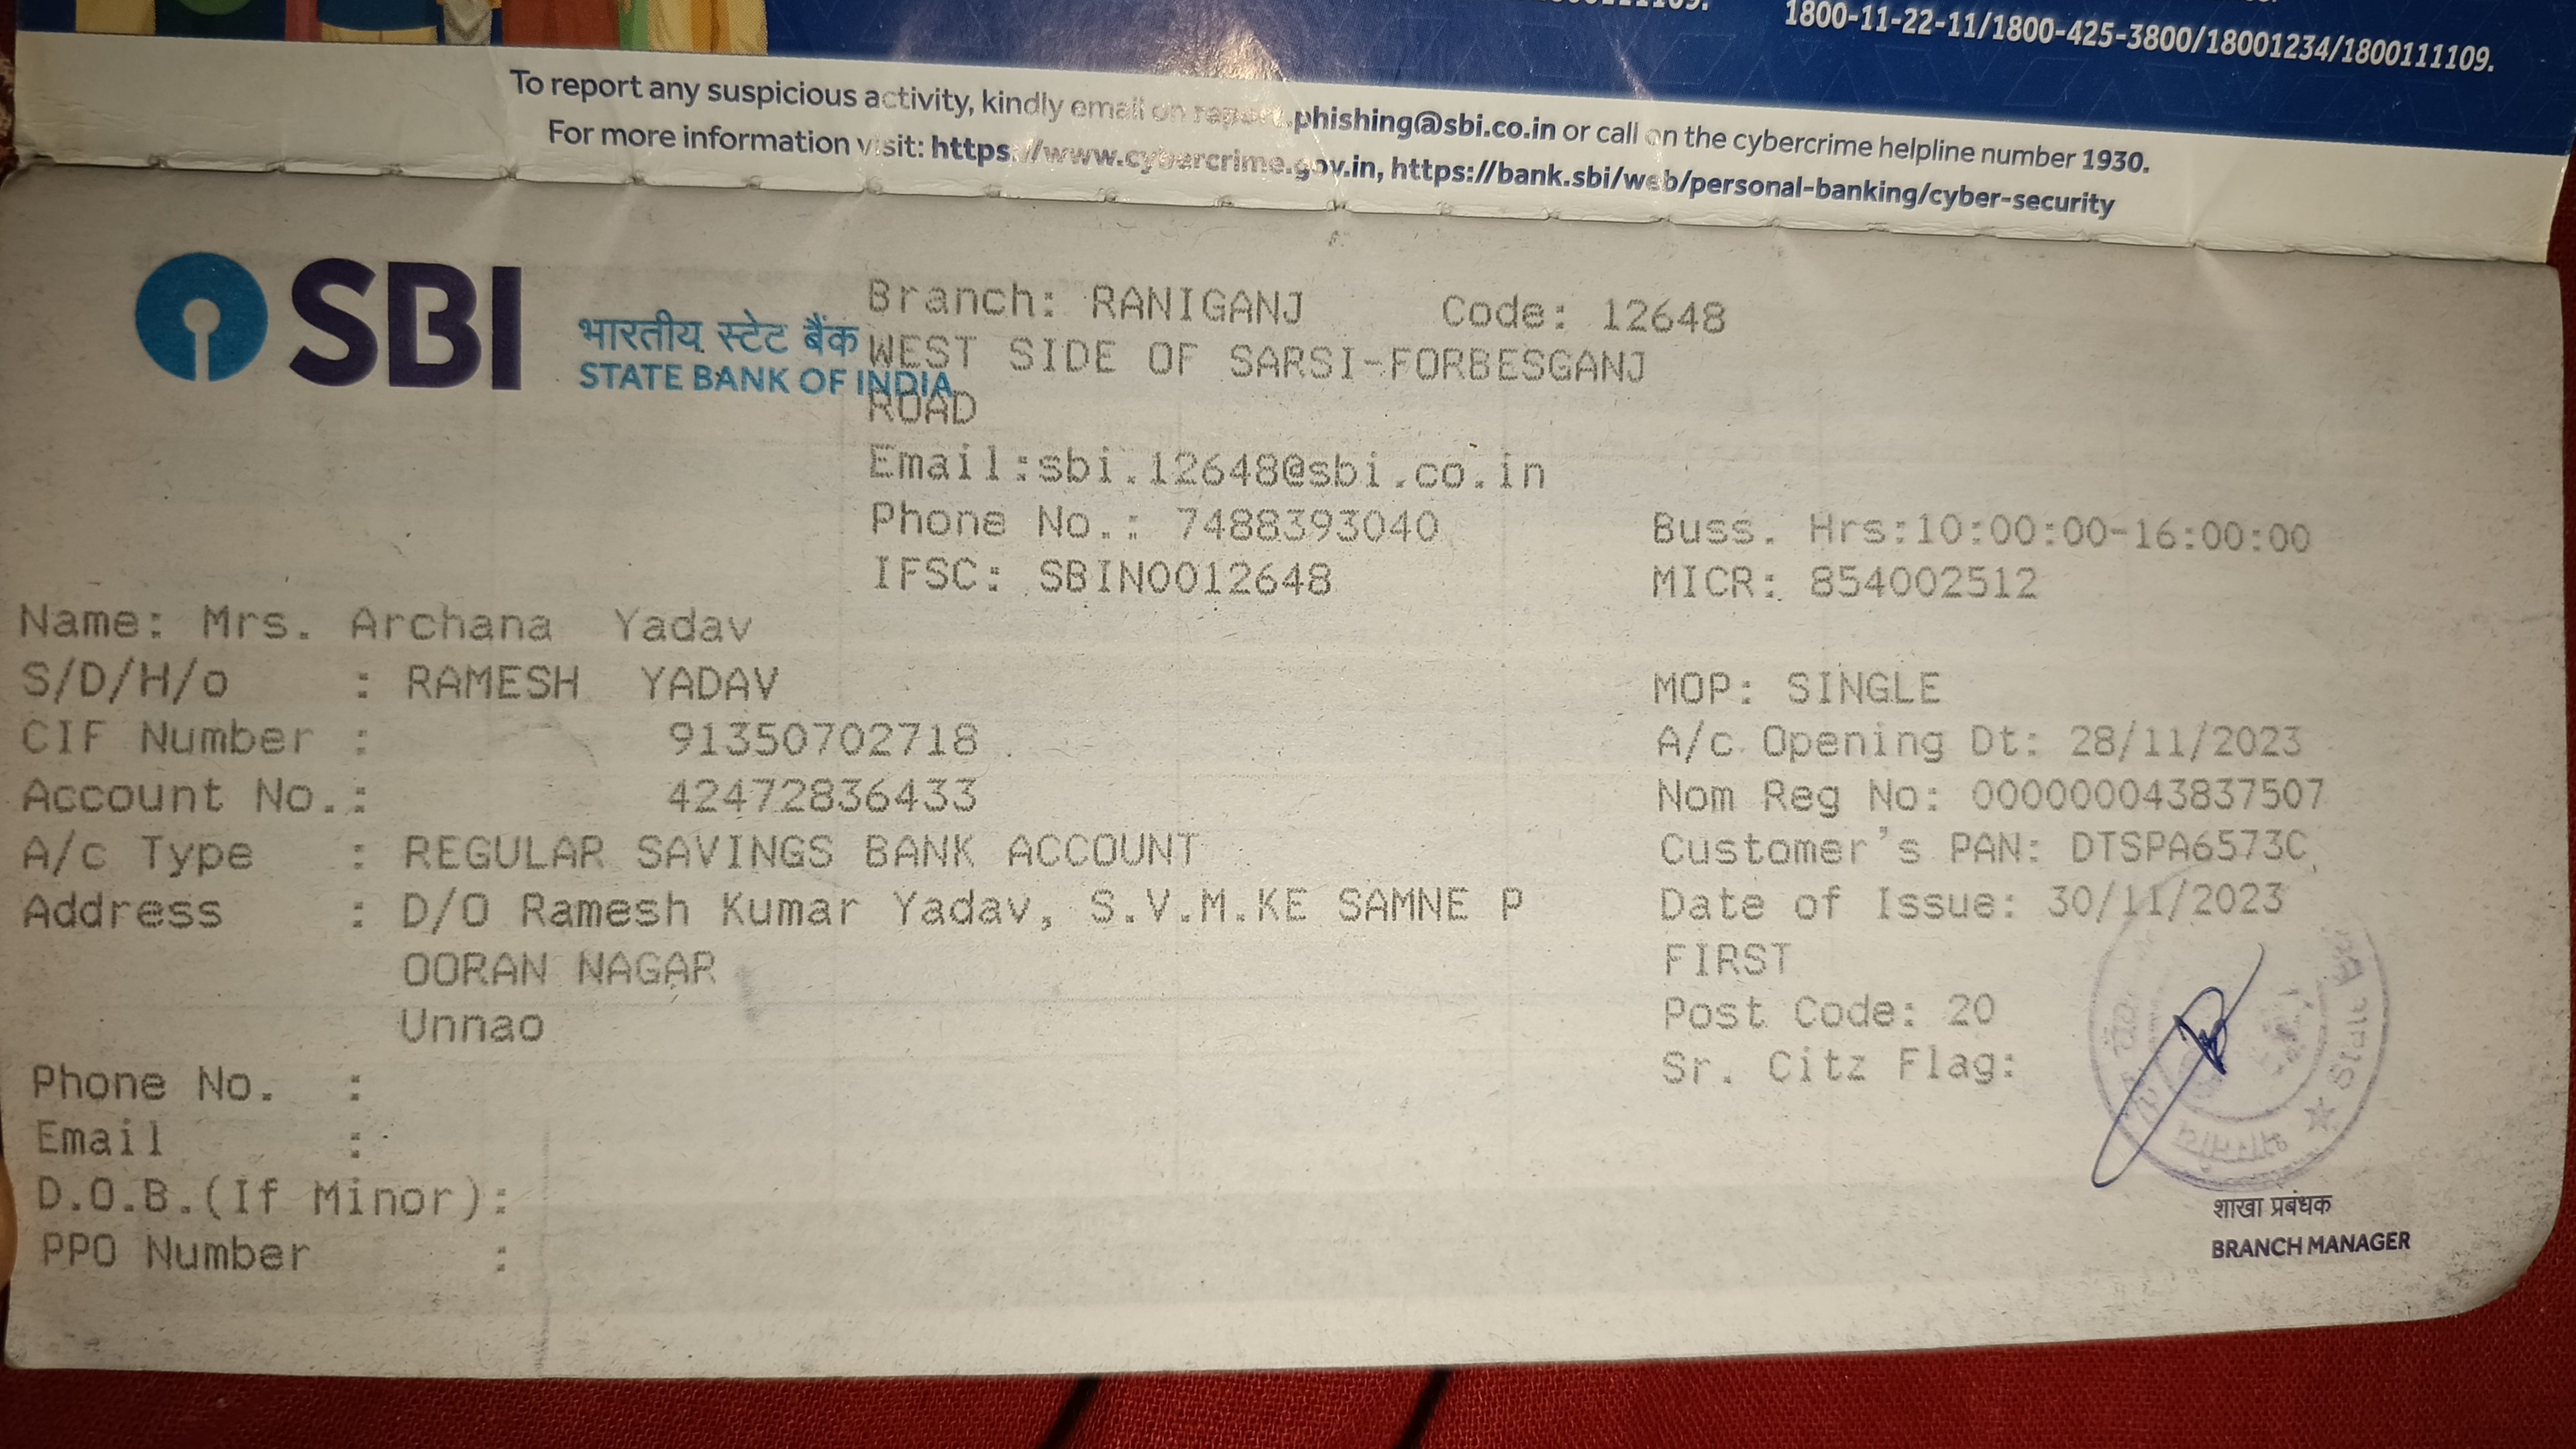 1800-11-22-11/1800-425-3800/18001234/1800111109.
To report any suspicious activity, kindly email on report.phishing@sbi.co.in or call on the cybercrime helpline number 1930.
For more information visit: https://www.cybercrime.gov.in, https://bank.sbi/web/personal-banking/cyber-security
SBI
भारतीय स्टेट बैंक
STATE BANK OF INDIA
Branch: RANIGANJ Code: 12648
WEST SIDE OF SARSI-FORBESGANJ
ROAD
Email:sbi.12648@sbi.co.in
Phone No.: 7488393040 Buss. Hrs:10:00:00-16:00:00
IFSC: SBIN0012648 MICR: 854002512
Name: Mrs. Archana Yadav
S/D/H/o : RAMESH YADAV MOP: SINGLE
CIF Number : 91350702718 A/c Opening Dt: 28/11/2023
Account No.: 42472836433 Nom Reg No: 000000043837507
A/c Type : REGULAR SAVINGS BANK ACCOUNT Customer's PAN: DTSPA6573C
Address : D/O Ramesh Kumar Yadav, S.V.M.KE SAMNE P Date of Issue: 30/11/2023
OORAN NAGAR FIRST
Unnao Post Code: 20
Phone No. : Sr. Citz Flag:
Email :
D.O.B.(If Minor):
PPO Number :
शाखा प्रबंधक
BRANCH MANAGER